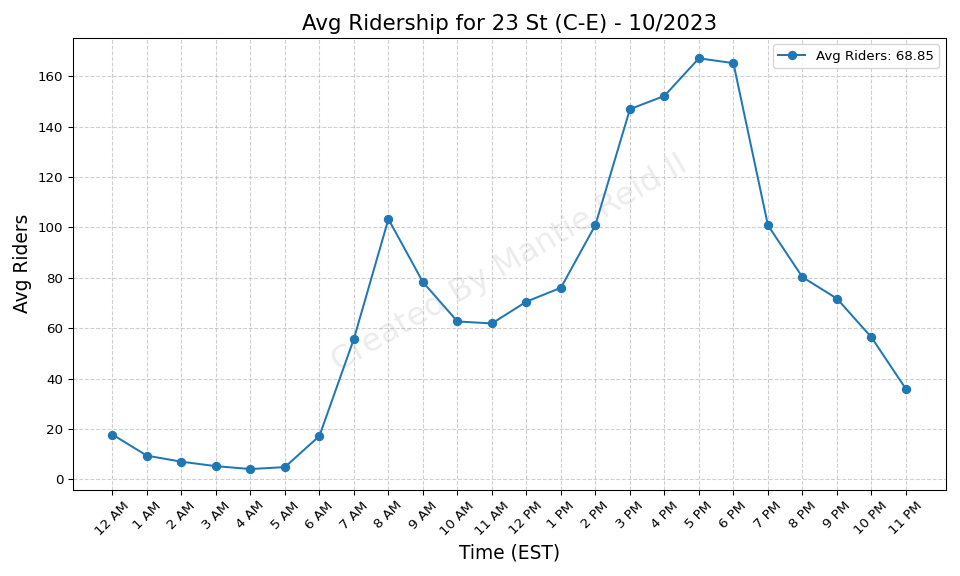 Avg Ridership for 23 St (C-E) - 10/2023
Avg Riders: 68.85
160
140
120
100
80
60
40
20
0
Avg Riders
Created By Mantie Reid II
12 AM
1 AM
2 AM
3 AM
4 AM
5 AM
6 AM
7 AM
8 AM
9 AM
10 AM
11 AM
12 PM
1 PM
2 PM
3 PM
4 PM
5 PM
6 PM
7 PM
8 PM
9 PM
10 PM
11 PM
Time (EST)